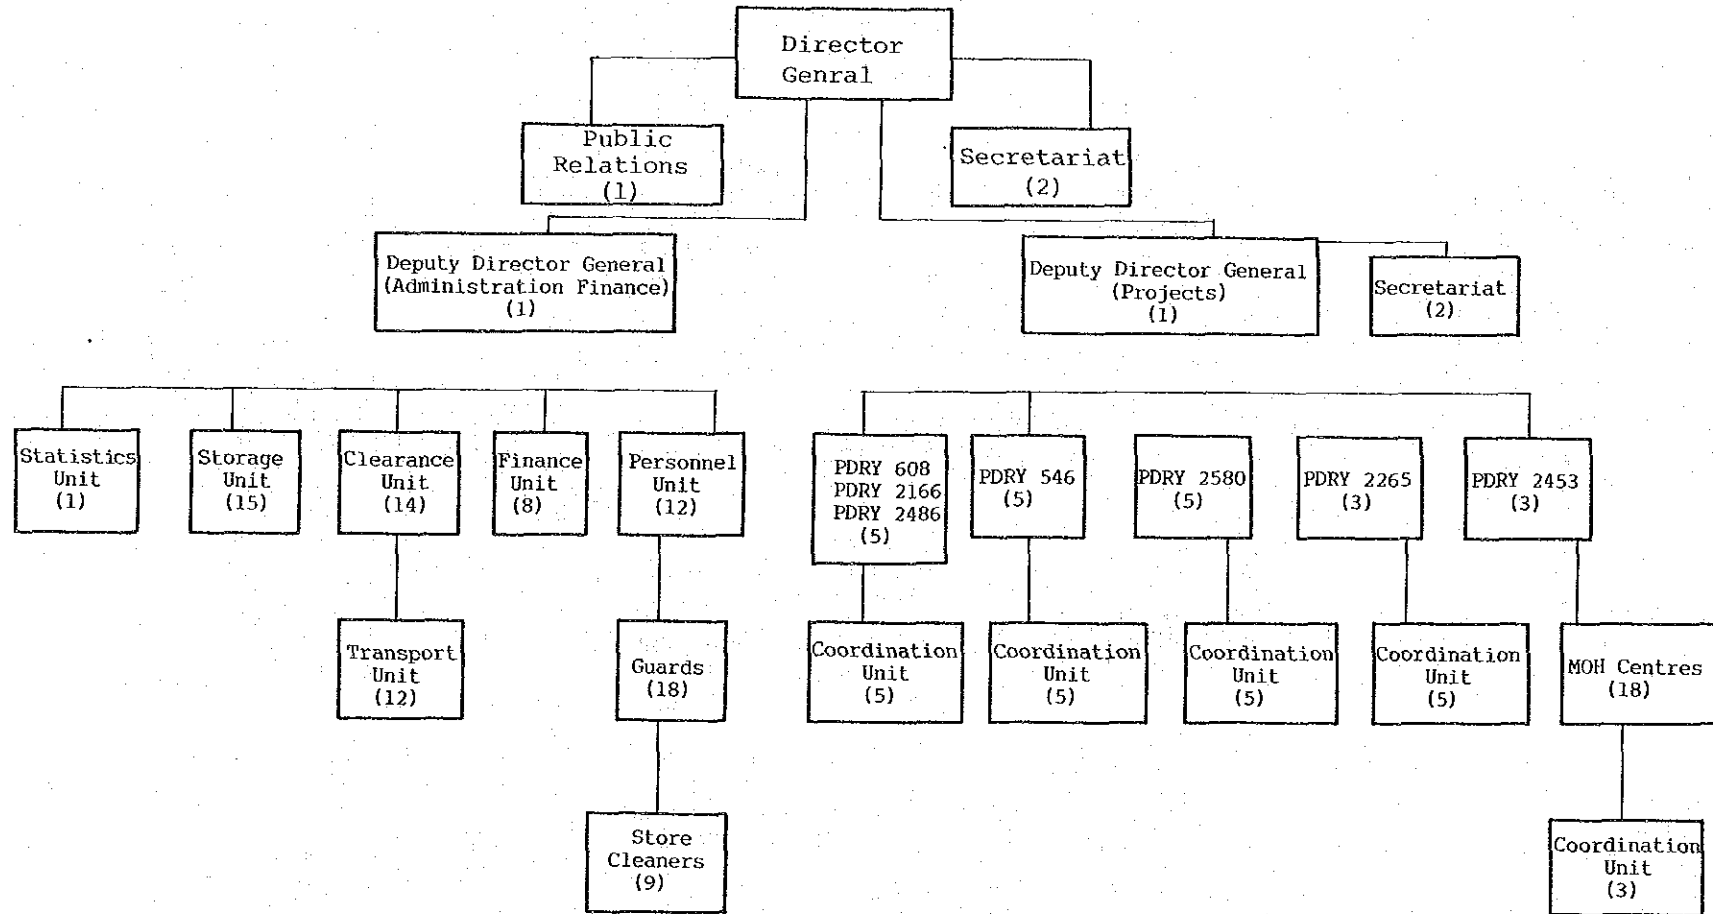 Director
Genral
Public
Relations
(1)
Secretariat
(2)
Deputy Director General
(Administration Finance)
(1)
Deputy Director General
(Projects)
(1)
Secretariat
(2)
Statistics
Unit
(1)
Storage
Unit
(15)
Clearance
Unit
(14)
Finance
Unit
(8)
Personnel
Unit
(12)
PDRY 608
PDRY 2166
PDRY 2486
(5)
PDRY 546
(5)
PDRY 2580
(5)
PDRY 2265
(3)
PDRY 2453
(3)
Transport
Unit
(12)
Guards
(18)
Coordination
Unit
(5)
Coordination
Unit
(5)
Coordination
Unit
(5)
Coordination
Unit
(5)
MOH Centres
(18)
Store
Cleaners
(9)
Coordination
Unit
(3)